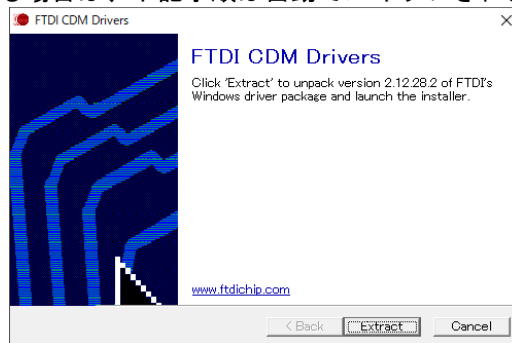 FTDI CDM Drivers
FTDI CDM Drivers
Click 'Extract' to unpack version 2.12.28.2 of FTDI's
Windows driver package and launch the installer.
www.ftdichip.com
< Back
Extract
Cancel